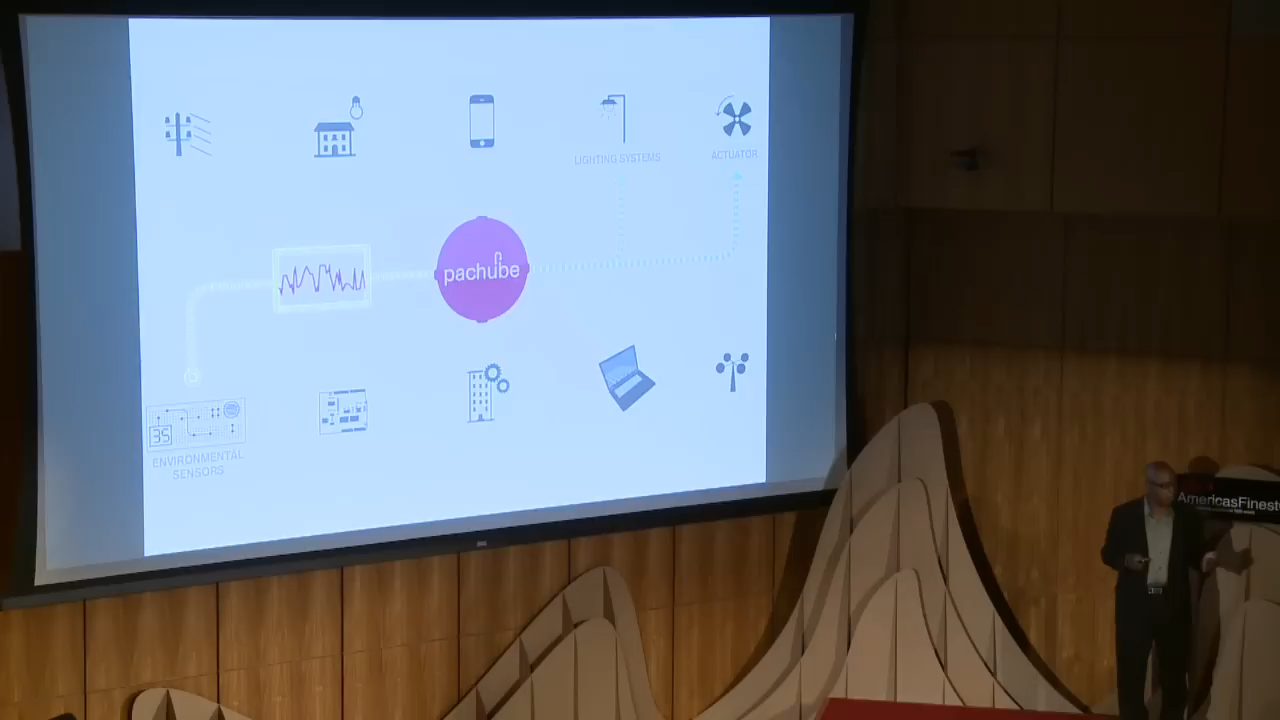 LIGHTING SYSTEMS
ACTUATOR
pachube
35
ENVIRONMENTAL
SENSORS
AmericasFinest